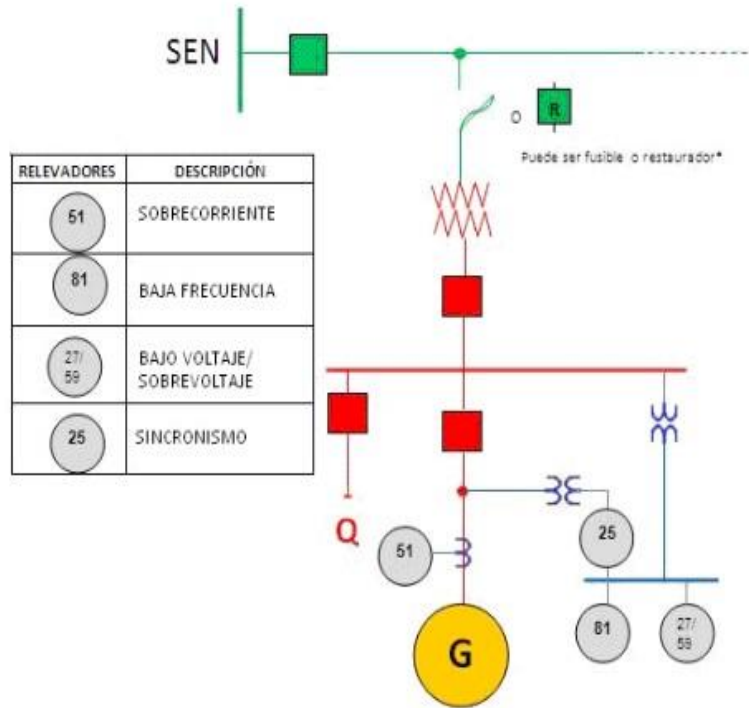 SEN
O
R
Puede ser fusible o restaurador*
RELEVADORES
DESCRIPCIÓN
51
SOBRECORRIENTE
81
BAJA FRECUENCIA
27/
59
BAJO VOLTAJE/
SOBREVOLTAJE
25
SINCRONISMO
Q
51
25
G
81
27/
59